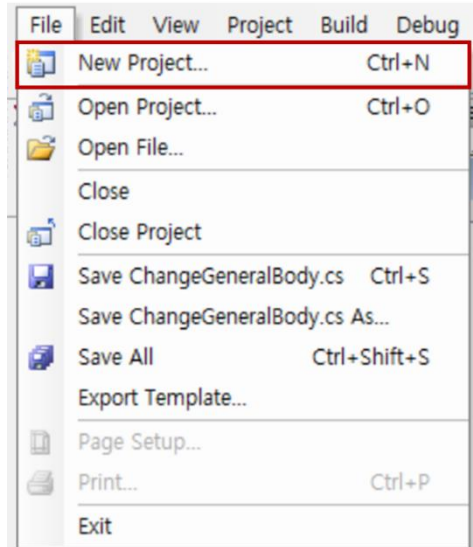 File Edit View Project Build Debug
New Project... Ctrl+N
Open Project... Ctrl+O
Open File...
Close
Close Project
Save ChangeGeneralBody.cs Ctrl+S
Save ChangeGeneralBody.cs As...
Save All Ctrl+Shift+S
Export Template...
Page Setup...
Print... Ctrl+P
Exit